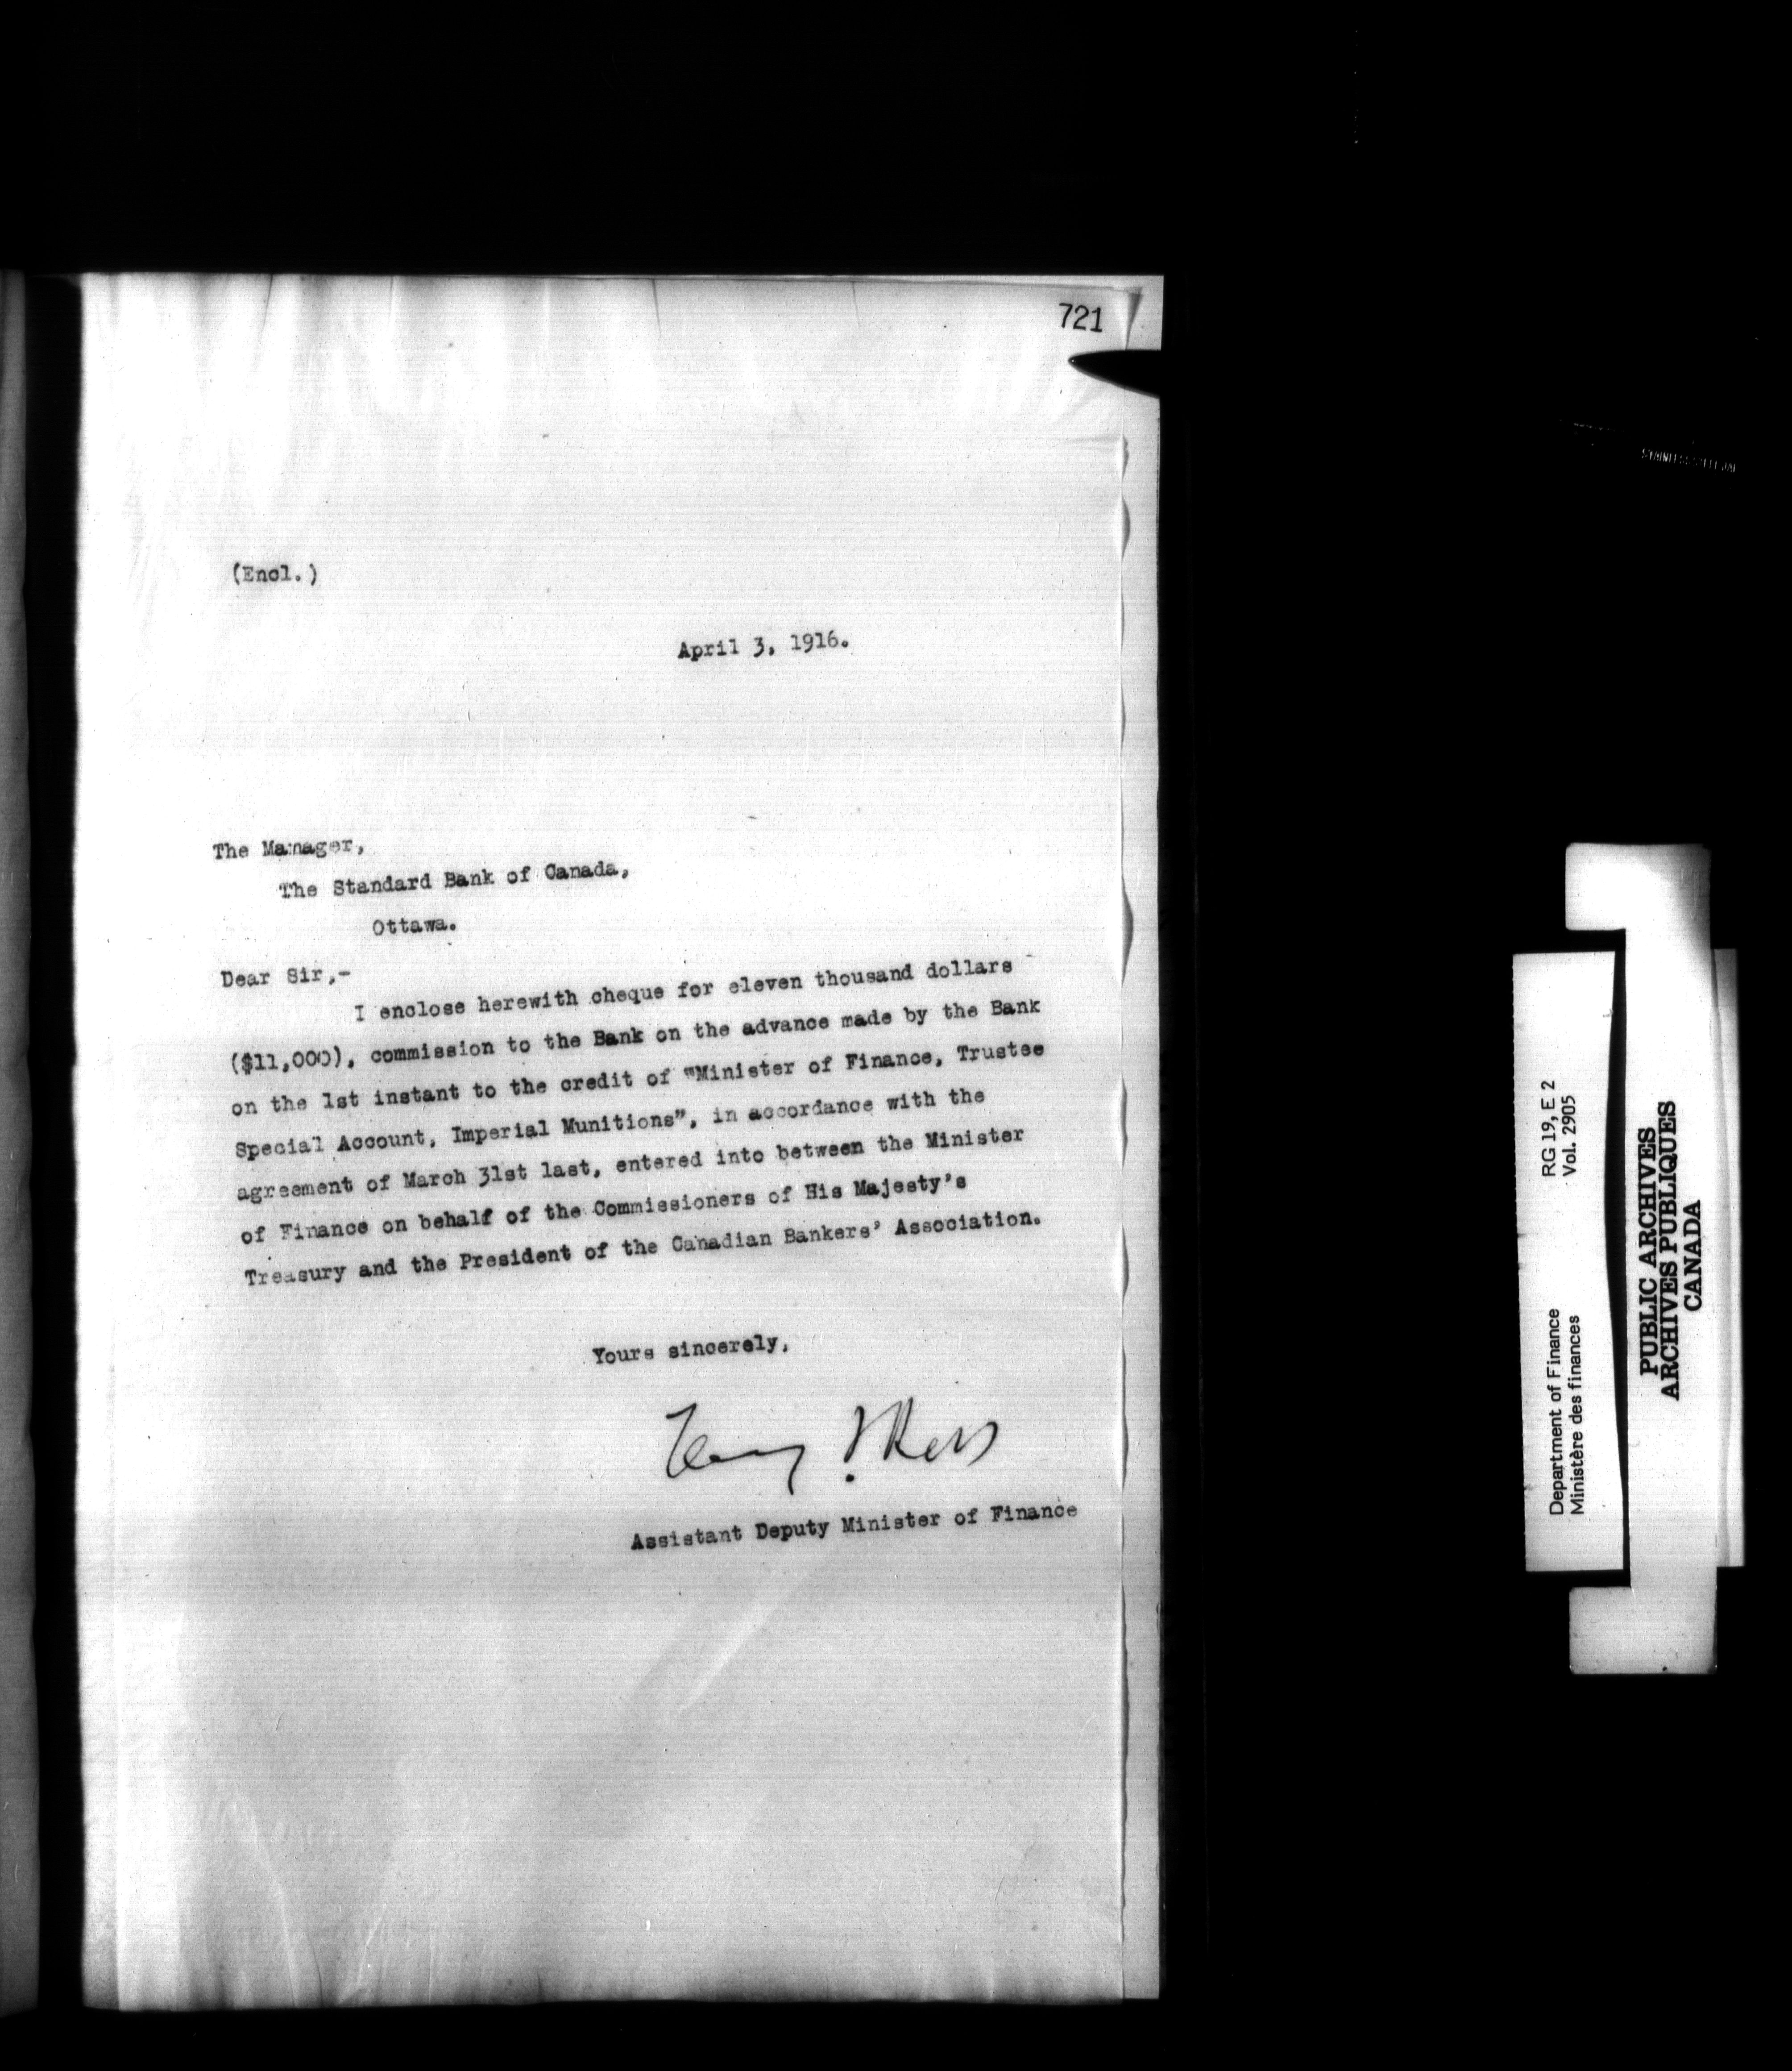 721
(Encl.)
April 3, 1916.
The Manager,
The Standard Bank of Canada,
Ottawa.
Dear Sir,-
I enclose herewith cheque for eleven thousand dollars
($11,000), commission to the Bank on the advance made by the Bank
on the 1st instant to the credit of "Minister of Finance, Trustee
Special Account, Imperial Munitions", in accordance with the
agreement of March 31st last, entered into between the Minister
of Finance on behalf of the Commissioners of His Majesty's
Treasury and the President of the Canadian Bankers' Association.
Yours sincerely,
Assistant Deputy Minister of Finance
Department of Finance RG 19, E 2
Ministère des finances Vol. 2905
PUBLIC ARCHIVES
ARCHIVES PUBLIQUES
CANADA